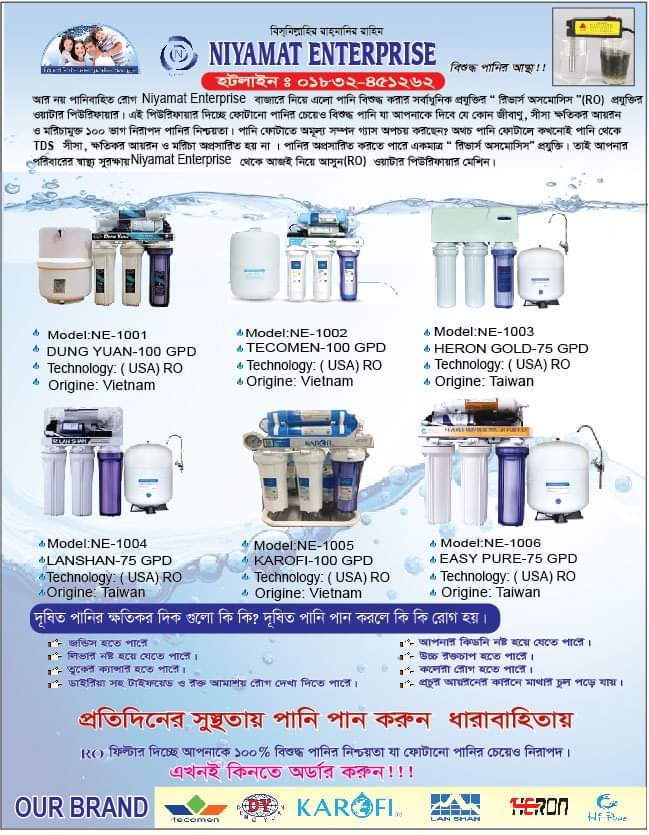 বিস্‌মিল্লাহির রাহ্‌মানির রাহিম
NIYAMAT ENTERPRISE
বিশুদ্ধ পানির আস্থা!!
হটলাইন ঃ ০১৮৩২-৪৫১২৬২
আর নয় পানিবাহিত রোগ Niyamat Enterprise বাজারে নিয়ে এলো পানি বিশুদ্ধ করার সর্বাধুনিক প্রযুক্তির “ রিভার্স অসমোসিস ”(RO) প্রযুক্তির
ওয়াটার পিউরিফায়ার। এই পিউরিফায়ার দিচ্ছে ফোটানো পানির চেয়েও বিশুদ্ধ পানি যা আপনাকে দিবে যে কোন জীবাণু, সীসা ক্ষতিকর আয়রন
ও মরিচামুক্ত ১০০ ভাগ নিরাপদ পানির নিশ্চয়তা। পানি ফোটাতে অমূল্য সম্পদ গ্যাস অপচয় করছেন? অথচ পানি ফোটালে কখনোই পানি থেকে
TDS সীসা, ক্ষতিকর আয়রন ও মরিচা অপসারিত হয় না । পানির অপসারিত করতে পারে একমাত্র “ রিভার্স অসমোসিস” প্রযুক্তি। তাই আপনার
পরিবারের স্বাস্থ্য সুরক্ষায় Niyamat Enterprise থেকে আজই নিয়ে আসুন(RO) ওয়াটার পিউরিফায়ার মেশিন।
Model:NE-1001
DUNG YUAN-100 GPD
Technology: ( USA) RO
Origine: Vietnam
Model:NE-1002
TECOMEN-100 GPD
Technology: ( USA) RO
Origine: Vietnam
Model:NE-1003
HERON GOLD-75 GPD
Technology: ( USA) RO
Origine: Taiwan
LAN SHAN
KAROFI
Model:NE-1004
LANSHAN-75 GPD
Technology: ( USA) RO
Origine: Taiwan
Model:NE-1005
KAROFI-100 GPD
Technology: ( USA) RO
Origine: Vietnam
Model:NE-1006
EASY PURE-75 GPD
Technology: ( USA) RO
Origine: Taiwan
দূষিত পানির ক্ষতিকর দিক গুলো কি কি? দূষিত পানি পান করলে কি কি রোগ হয়।
জন্ডিস হতে পারে
লিভার নষ্ট হয়ে যেতে পারে।
ত্বকের ক্যান্সার হতে পারে।
ডাইরিয়া সহ টাইফয়েড ও রক্ত আমাশয় রোগ দেখা দিতে পারে।
আপনার কিডনি নষ্ট হয়ে যেতে পারে।
উচ্চ রক্তচাপ হতে পারে।
কলেরা রোগ হতে পারে।
প্রচুর আয়রনের কারনে মাথার চুল পড়ে যায়।
প্রতিদিনের সুস্থতায় পানি পান করুন ধারাবাহিতায়
RO ফিল্টার দিচ্ছে আপনাকে ১০০% বিশুদ্ধ পানির নিশ্চয়তা যা ফোটানো পানির চেয়েও নিরাপদ।
এখনই কিনতে অর্ডার করুন!!!
OUR BRAND tecomen DY KAROFI LAN SHAN HERON Hi Pure